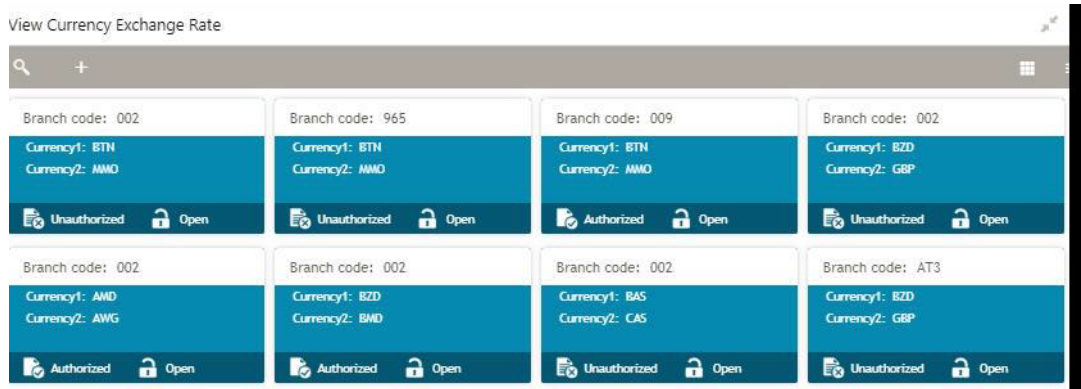 View Currency Exchange Rate
Branch code: 002
Currency1: BTN
Currency2: MMO
Unauthorized Open
Branch code: 965
Currency1: BTN
Currency2: MMO
Unauthorized Open
Branch code: 009
Currency1: BTN
Currency2: MMO
Authorized Open
Branch code: 002
Currency1: BZD
Currency2: GBP
Unauthorized Open
Branch code: 002
Currency1: AMD
Currency2: AWG
Authorized Open
Branch code: 002
Currency1: BZD
Currency2: BMD
Authorized Open
Branch code: 002
Currency1: BAS
Currency2: CAS
Unauthorized Open
Branch code: AT3
Currency1: BZD
Currency2: GBP
Unauthorized Open